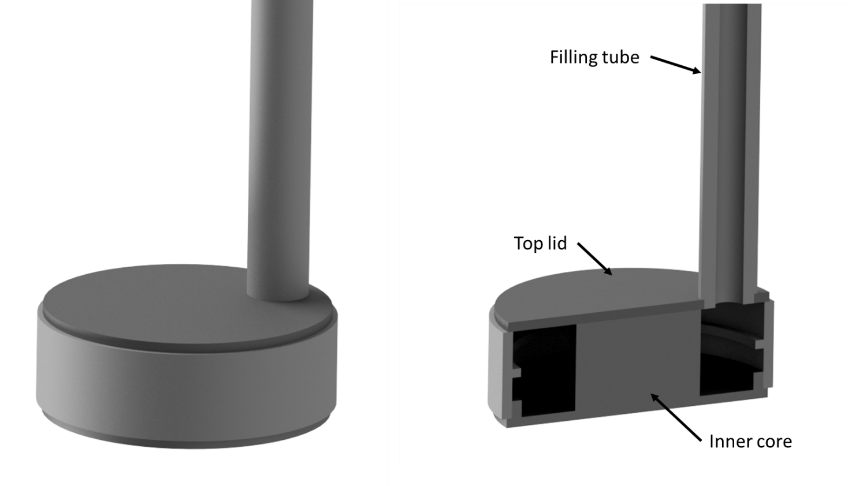 Filling tube
Top lid
Inner core